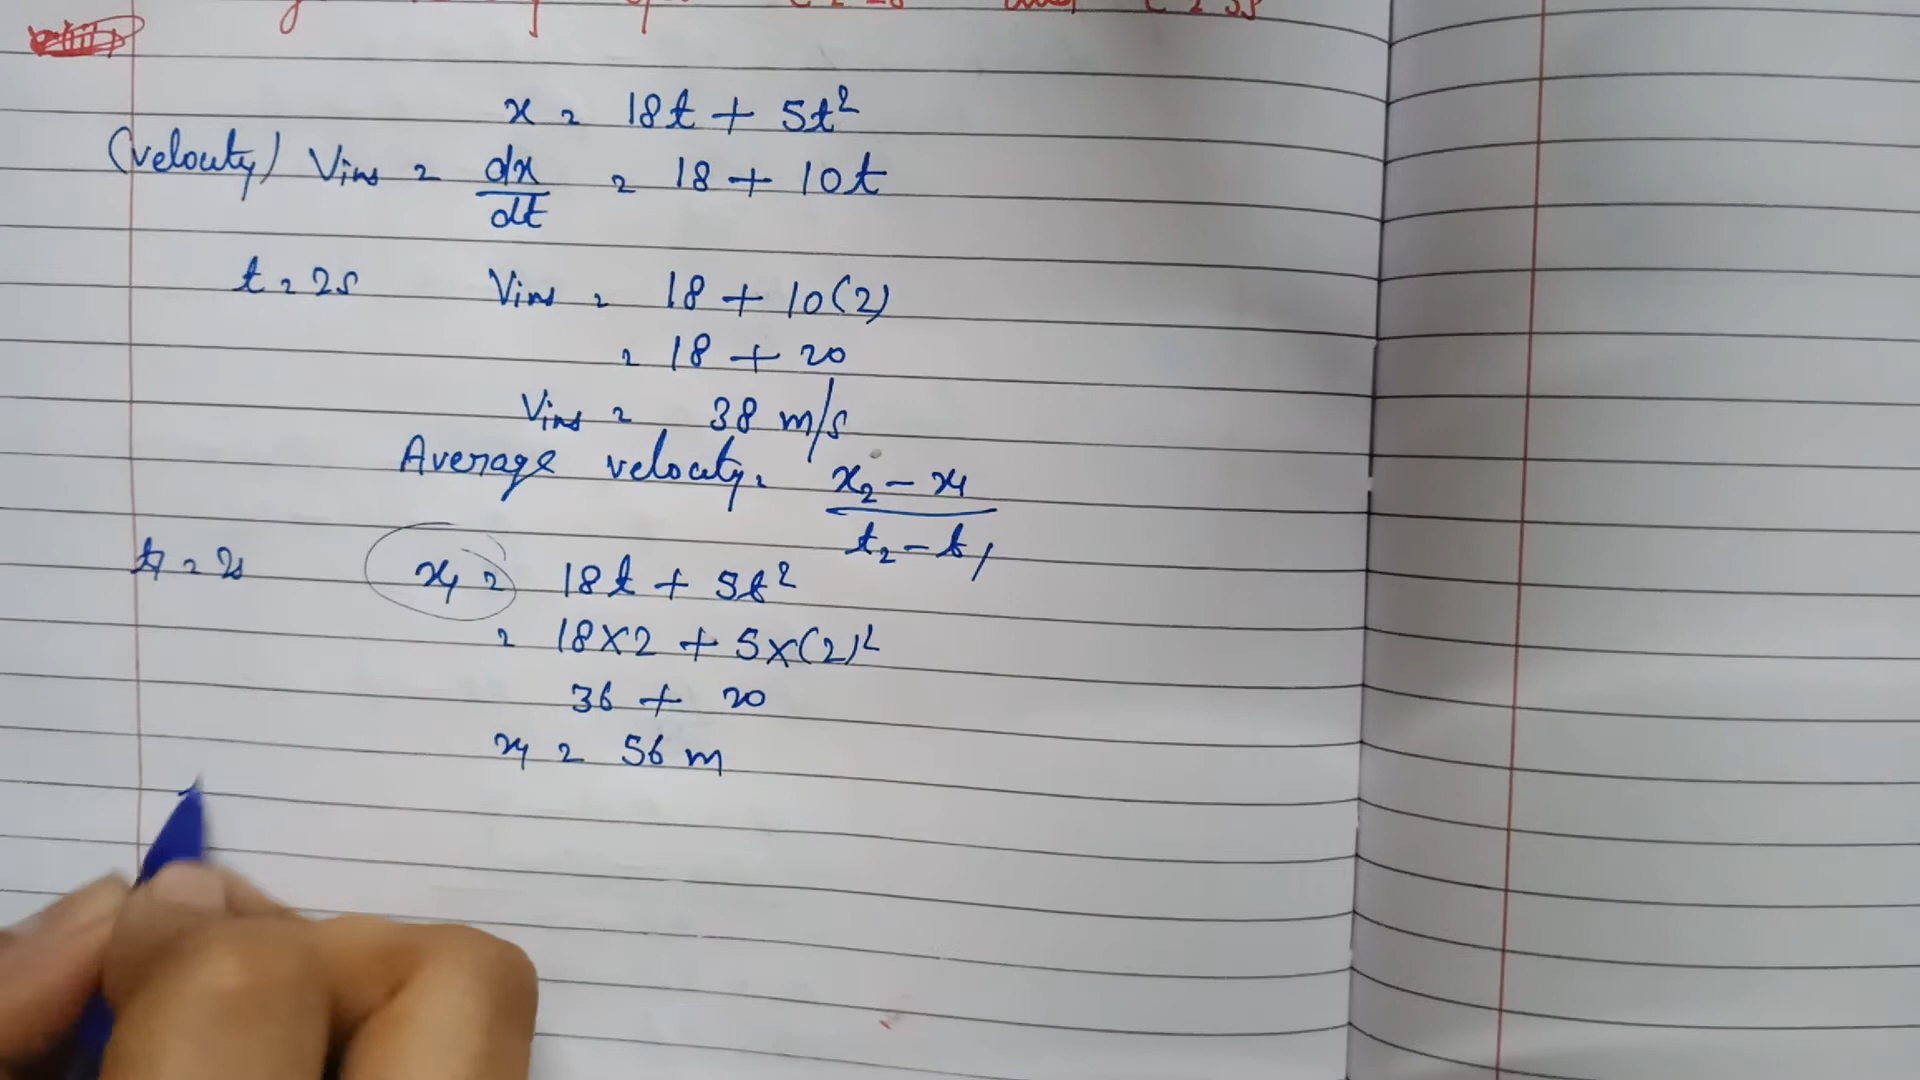 x = 18t + 5t²
(velocity) Vins = dx/dt = 18 + 10t
t = 2s Vins = 18 + 10(2)
= 18 + 20
Vins = 38 m/s
Average velocity = x₂ - x₁ / t₂ - t₁
t₁ = 2s x₁ = 18t + 5t²
= 18×2 + 5×(2)²
36 + 20
x₁ = 56 m